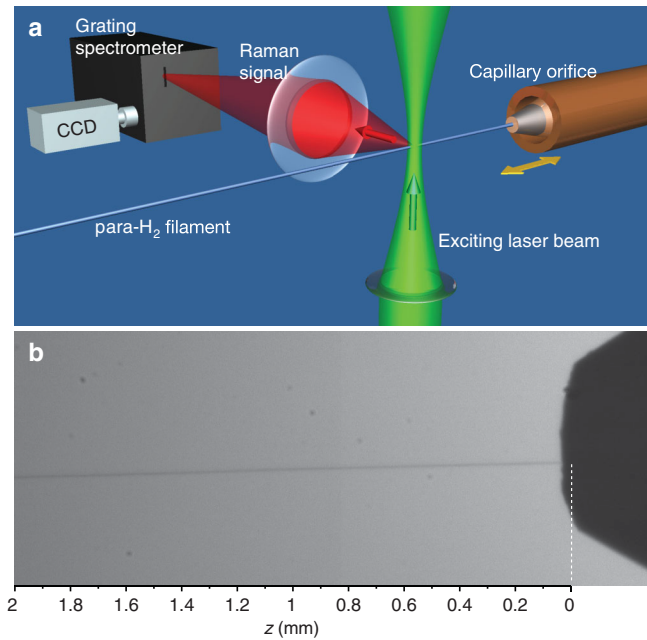 a
Grating
spectrometer
Raman
signal
Capillary orifice
CCD
para-H₂ filament
Exciting laser beam
b
2 1.8 1.6 1.4 1.2 1 0.8 0.6 0.4 0.2 0
z (mm)